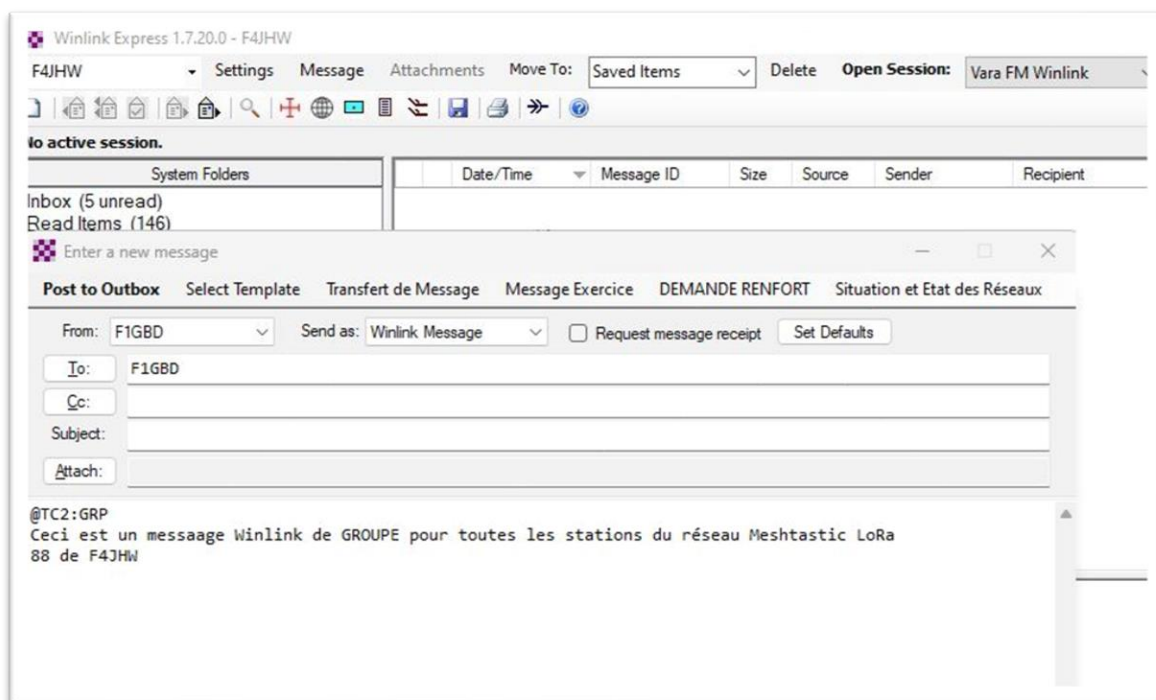 Winlink Express 1.7.20.0 - F4JHW
F4JHW Settings Message Attachments Move To: Saved Items Delete Open Session: Vara FM Winlink
No active session.
System Folders Date/Time Message ID Size Source Sender Recipient
Inbox (5 unread)
Read Items (146)
Enter a new message
Post to Outbox Select Template Transfert de Message Message Exercice DEMANDE RENFORT Situation et Etat des Réseaux
From: F1GBD Send as: Winlink Message Request message receipt Set Defaults
To: F1GBD
Cc:
Subject:
Attach:
@TC2:GRP
Ceci est un messaage Winlink de GROUPE pour toutes les stations du réseau Meshtastic LoRa
88 de F4JHW